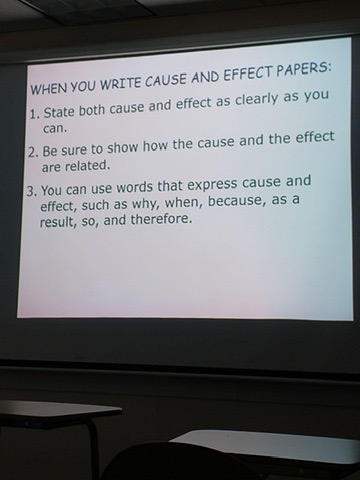 WHEN YOU WRITE CAUSE AND EFFECT PAPERS:
1. State both cause and effect as clearly as you
can.
2. Be sure to show how the cause and the effect
are related.
3. You can use words that express cause and
effect, such as why, when, because, as a
result, so, and therefore.